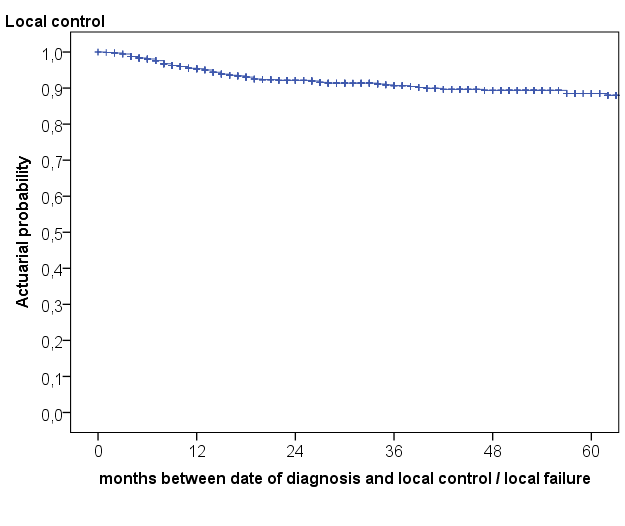 Local control
Actuarial probability
1,0
0,9
0,8
0,7
0,6
0,5
0,4
0,3
0,2
0,1
0,0
0 12 24 36 48 60
months between date of diagnosis and local control / local failure